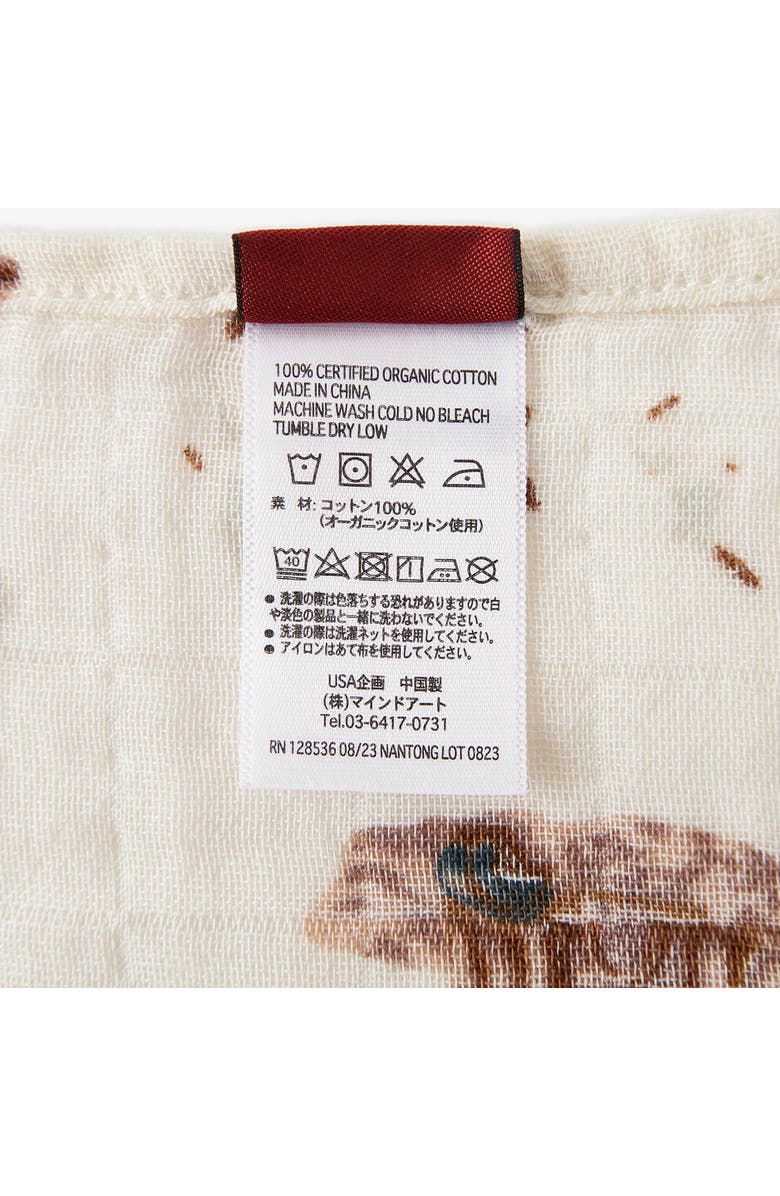 100% CERTIFIED ORGANIC COTTON
MADE IN CHINA
MACHINE WASH COLD NO BLEACH
TUMBLE DRY LOW
素 材：コットン100%
（オーガニックコットン使用）
40
● 洗濯の際は色落ちする恐れがありますので白
や淡色の製品と一緒に洗わないでください。
● 洗濯の際は洗濯ネットを使用してください。
● アイロンはあて布を使用してください。
USA企画 中国製
(株)マインドアート
Tel.03-6417-0731
RN 128536 08/23 NANTONG LOT 0823